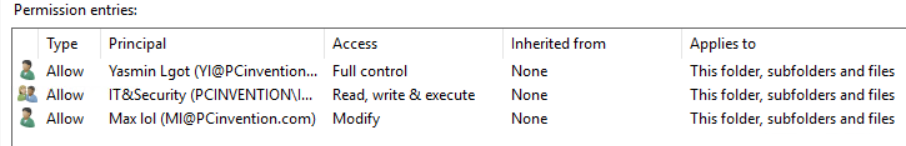 Permission entries:
Type Principal Access Inherited from Applies to
Allow Yasmin Lgot (YI@PCinvention... Full control None This folder, subfolders and files
Allow IT&Security (PCINVENTION\I... Read, write & execute None This folder, subfolders and files
Allow Max lol (MI@PCinvention.com) Modify None This folder, subfolders and files